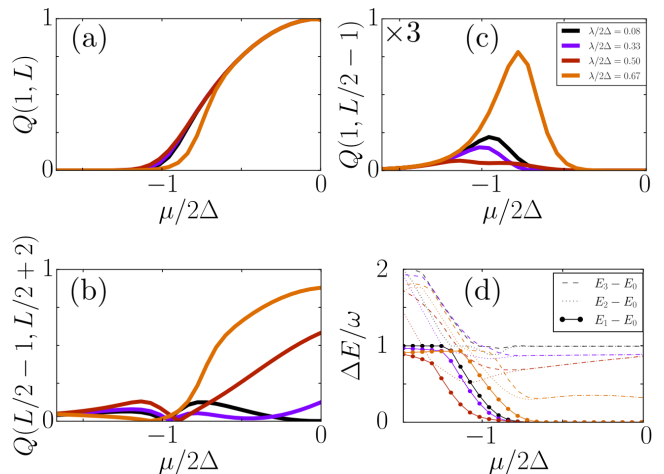 1
(a)
Q(1, L)
0
−1
0
μ/2Δ
1
×3
(c)
λ/2Δ = 0.08
λ/2Δ = 0.33
λ/2Δ = 0.50
λ/2Δ = 0.67
Q(1, L/2 − 1)
0
−1
0
μ/2Δ
1
(b)
Q(L/2 − 1, L/2 + 2)
0
−1
0
μ/2Δ
2
(d)
E₃ − E₀
E₂ − E₀
E₁ − E₀
1
ΔE/ω
0
−1
0
μ/2Δ